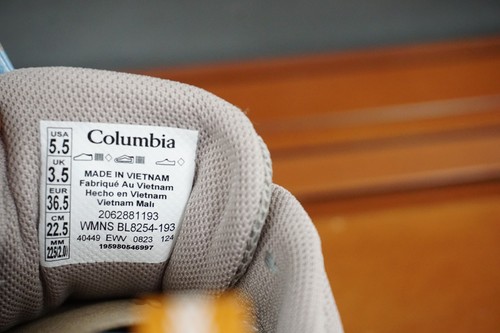 USA
5.5
UK
3.5
EUR
36.5
CM
22.5
MM
225(2.0)
Columbia
MADE IN VIETNAM
Fabriqué Au Vietnam
Hecho en Vietnam
Vietnam Malı
2062881193
WMNS BL8254-193
40449 EWV 0823 124
195980546997